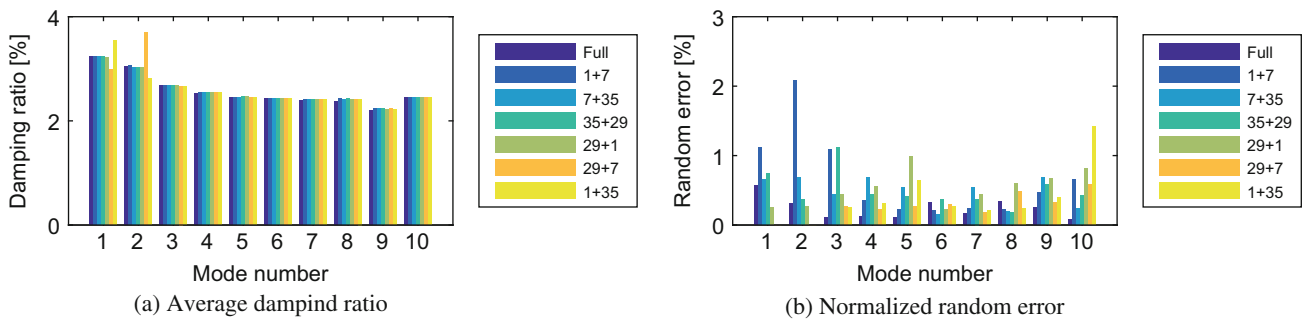 4
2
0
Damping ratio [%]
1 2 3 4 5 6 7 8 9 10
Mode number
Full
1+7
7+35
35+29
29+1
29+7
1+35
(a) Average dampind ratio
3
2
1
0
Random error [%]
1 2 3 4 5 6 7 8 9 10
Mode number
Full
1+7
7+35
35+29
29+1
29+7
1+35
(b) Normalized random error